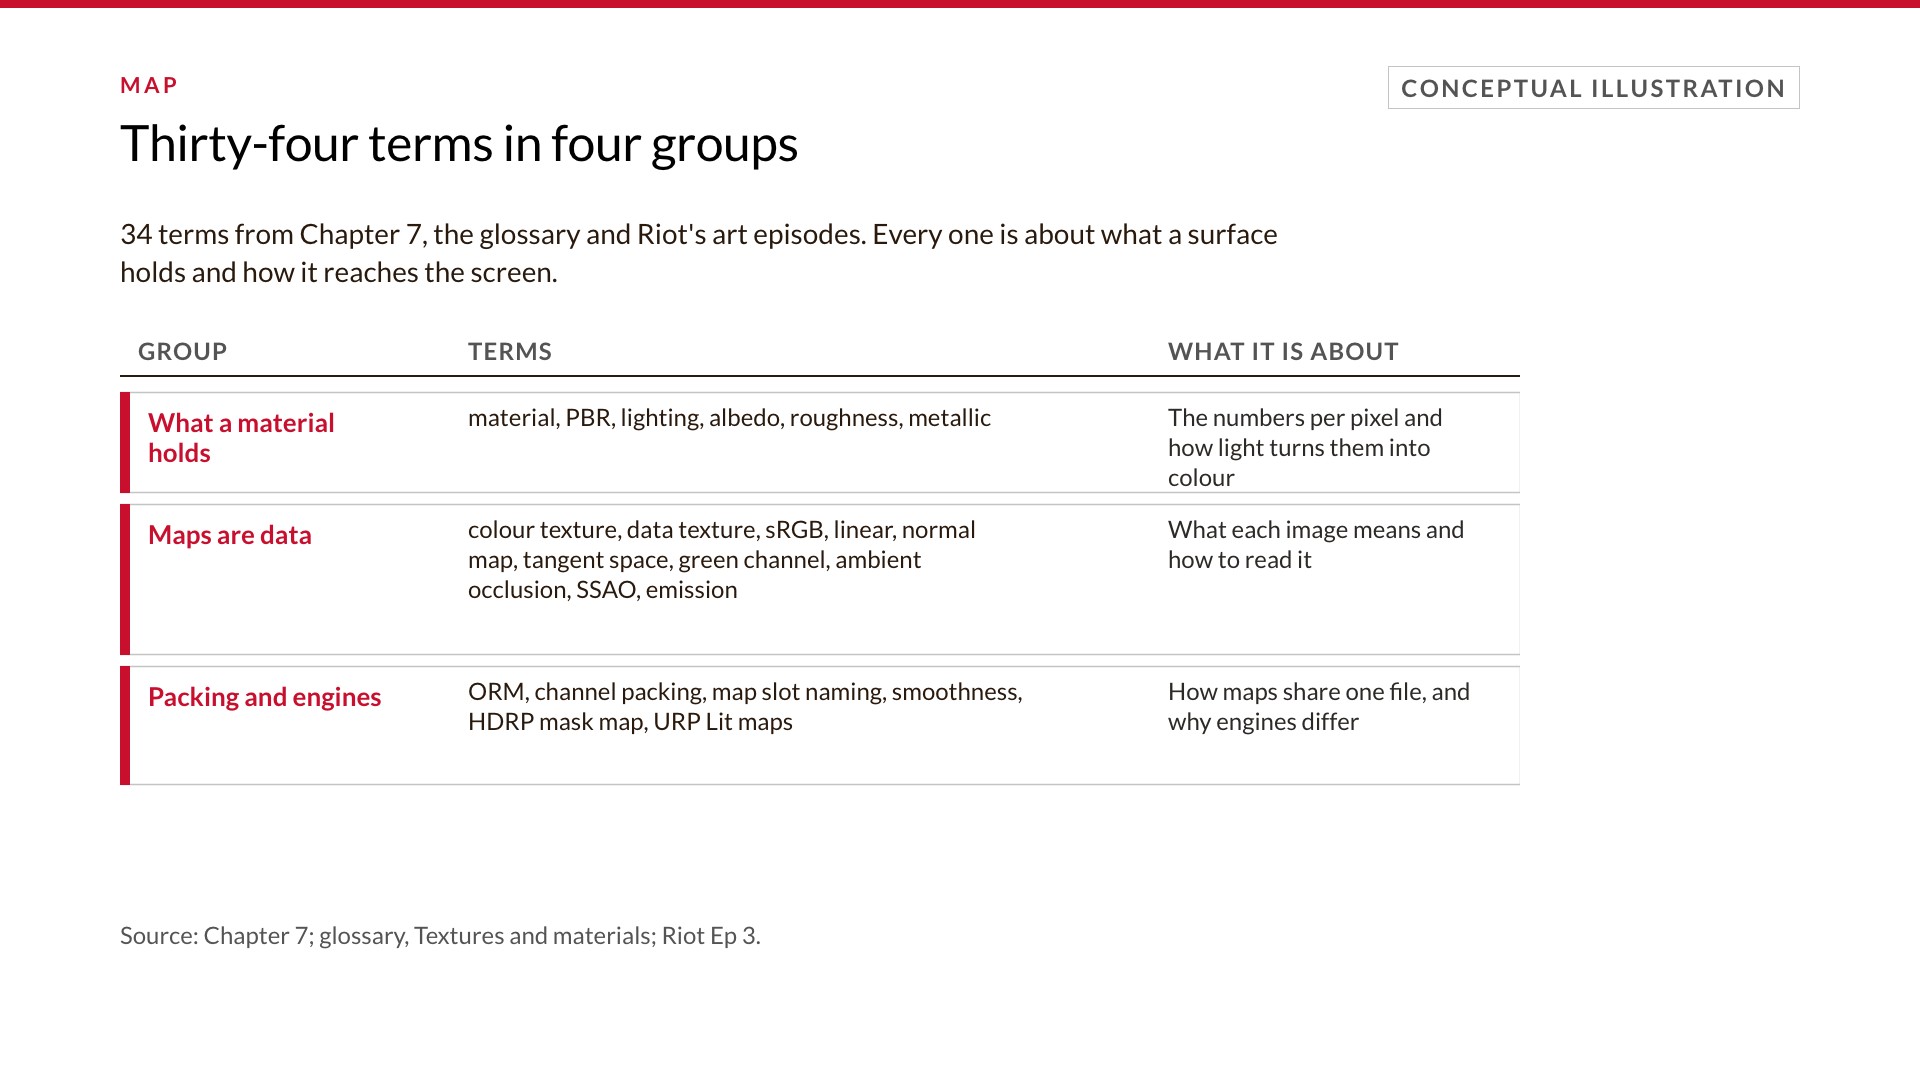 MAP
CONCEPTUAL ILLUSTRATION
Thirty-four terms in four groups
34 terms from Chapter 7, the glossary and Riot's art episodes. Every one is about what a surface
holds and how it reaches the screen.
GROUP TERMS WHAT IT IS ABOUT
What a material
holds
material, PBR, lighting, albedo, roughness, metallic
The numbers per pixel and
how light turns them into
colour
Maps are data
colour texture, data texture, sRGB, linear, normal
map, tangent space, green channel, ambient
occlusion, SSAO, emission
What each image means and
how to read it
Packing and engines
ORM, channel packing, map slot naming, smoothness,
HDRP mask map, URP Lit maps
How maps share one file, and
why engines differ
Source: Chapter 7; glossary, Textures and materials; Riot Ep 3.